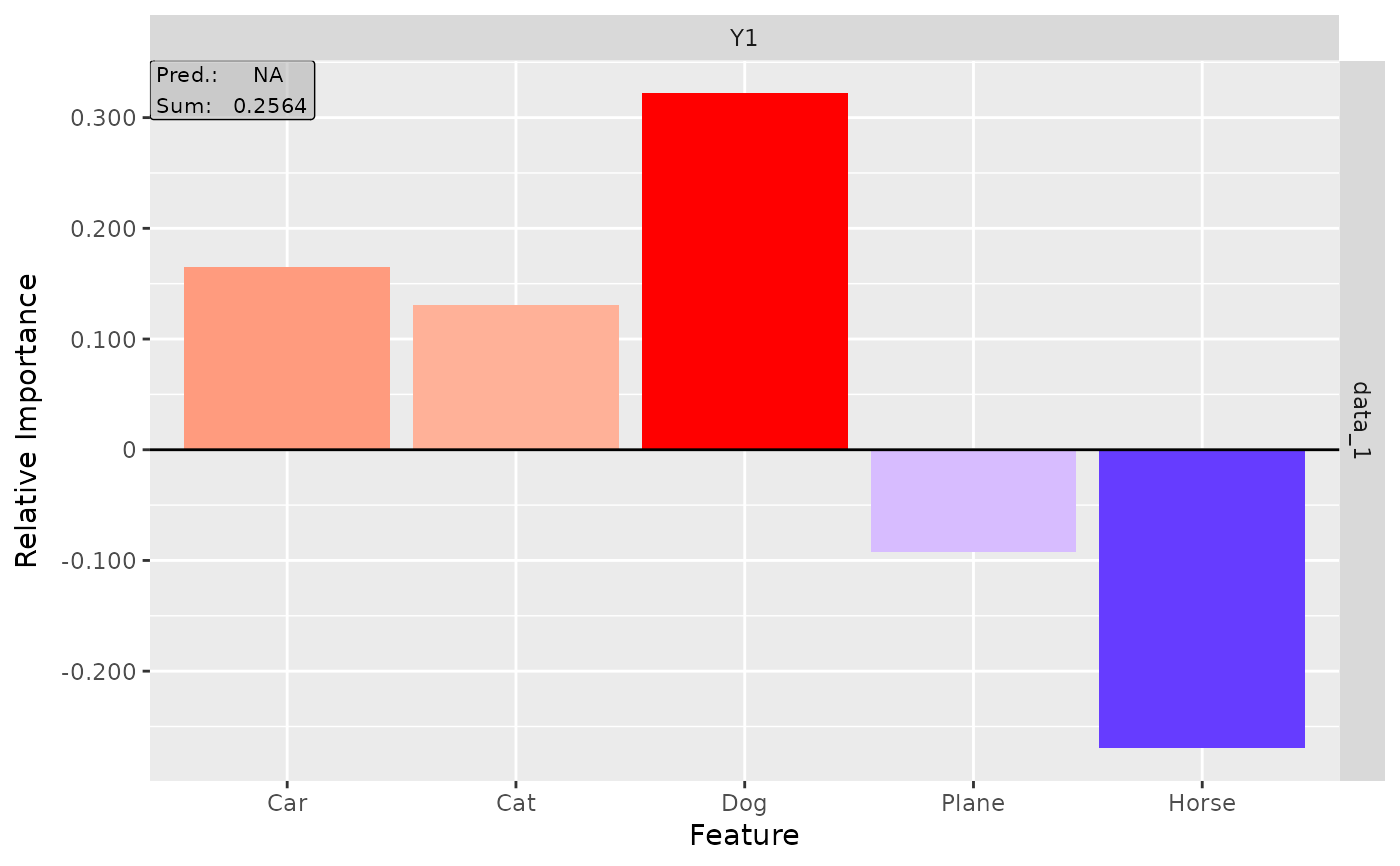 Y1
Pred.: NA
Sum: 0.2564
0.300
0.200
0.100
0
-0.100
-0.200
Relative Importance
data_1
Car Cat Dog Plane Horse
Feature